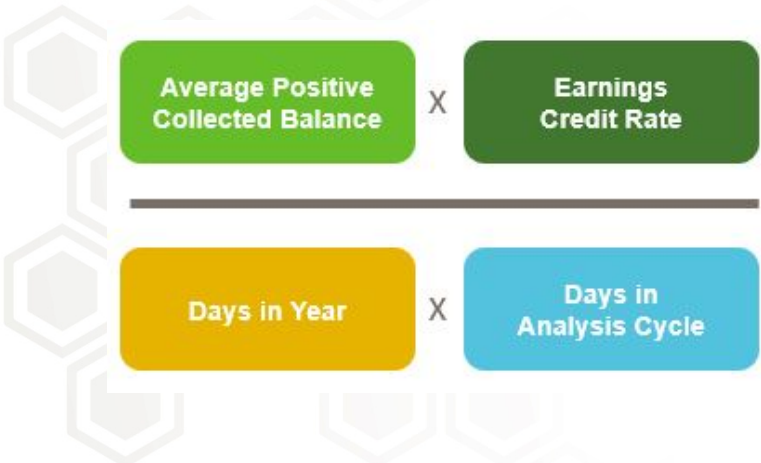 Average Positive
Collected Balance
X
Earnings
Credit Rate
Days in Year
X
Days in
Analysis Cycle